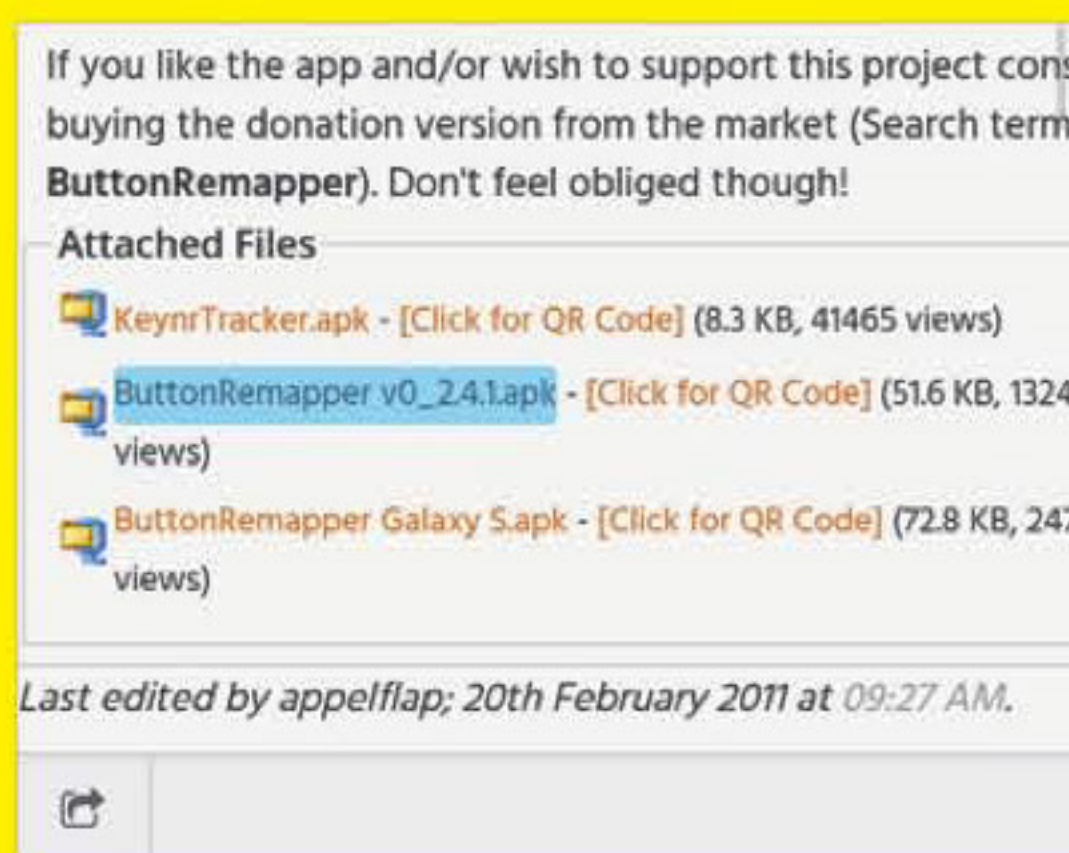 If you like the app and/or wish to support this project cons
buying the donation version from the market (Search term
ButtonRemapper). Don't feel obliged though!
Attached Files
KeynrTracker.apk - [Click for QR Code] (8.3 KB, 41465 views)
ButtonRemapper v0_2.4.1.apk - [Click for QR Code] (51.6 KB, 1324
views)
ButtonRemapper Galaxy S.apk - [Click for QR Code] (72.8 KB, 247
views)
Last edited by appelflap; 20th February 2011 at 09:27 AM.